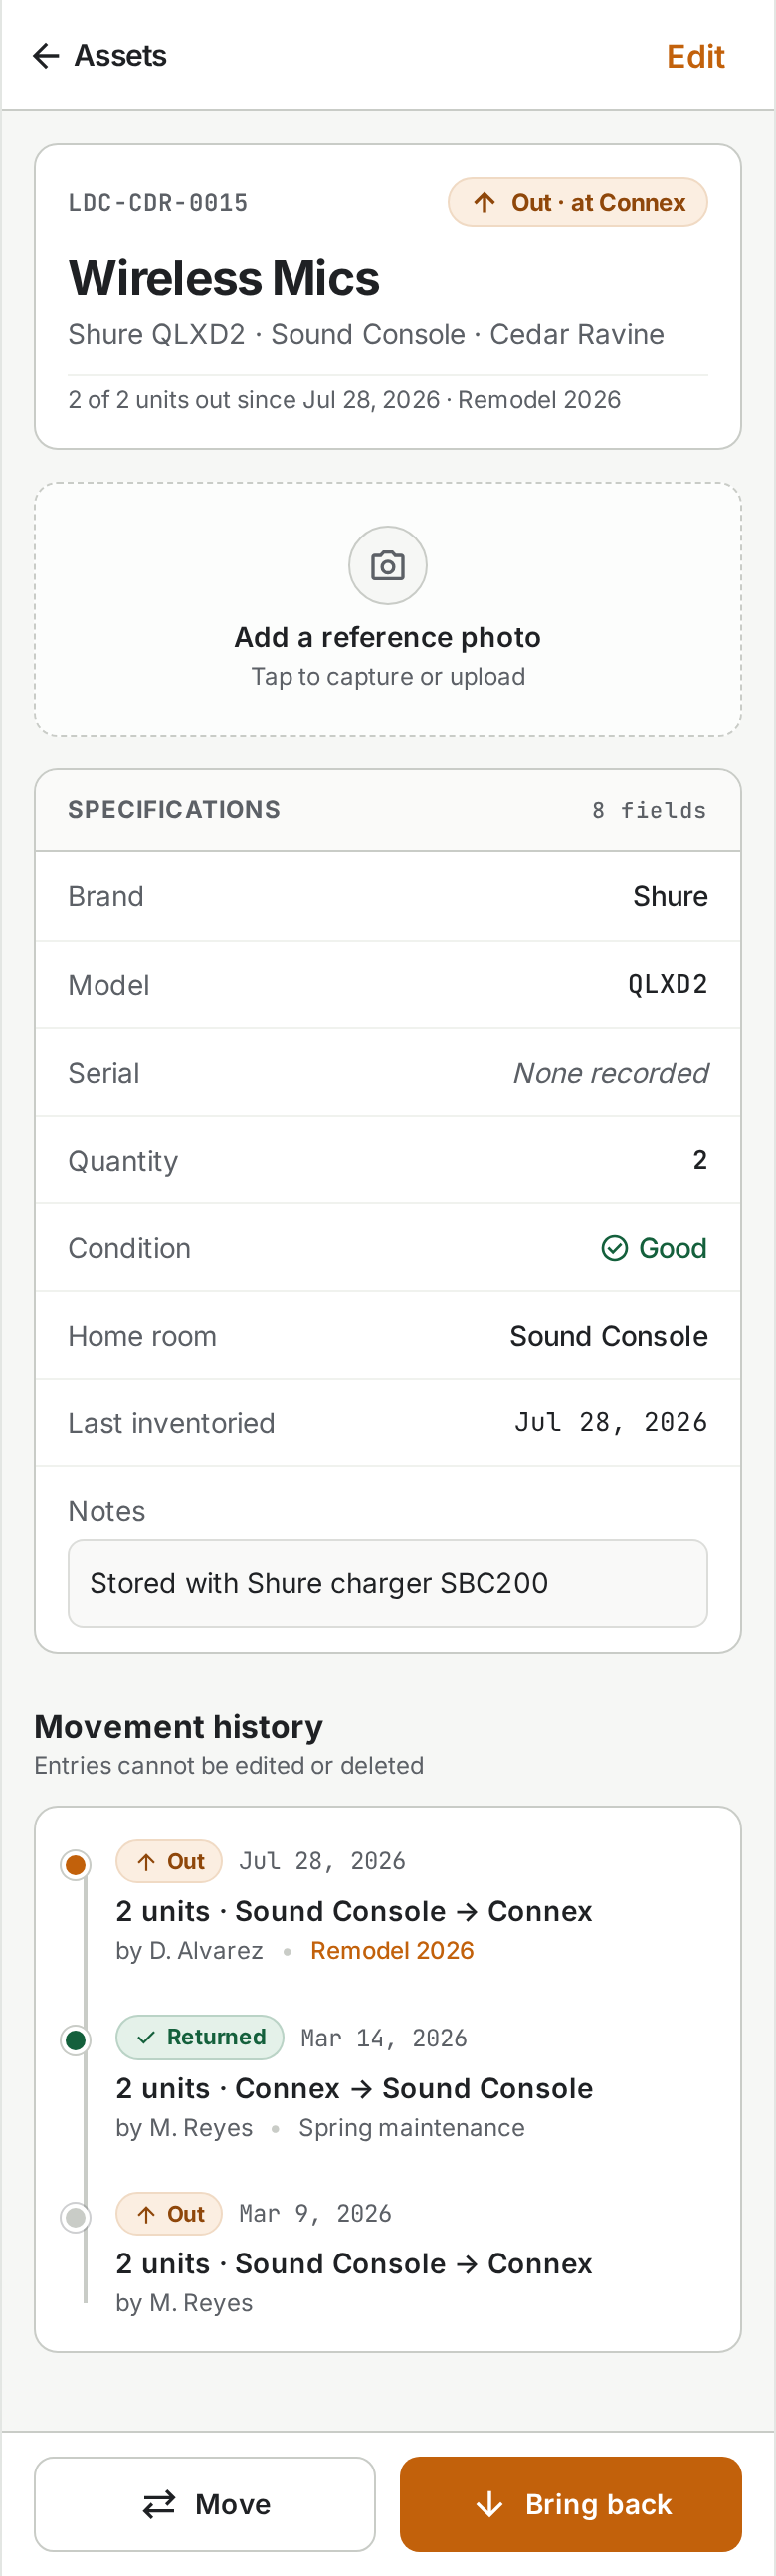 ← Assets
Edit
LDC-CDR-0015
↑ Out · at Connex
Wireless Mics
Shure QLXD2 · Sound Console · Cedar Ravine
2 of 2 units out since Jul 28, 2026 · Remodel 2026
Add a reference photo
Tap to capture or upload
SPECIFICATIONS
8 fields
Brand
Shure
Model
QLXD2
Serial
None recorded
Quantity
2
Condition
Good
Home room
Sound Console
Last inventoried
Jul 28, 2026
Notes
Stored with Shure charger SBC200
Movement history
Entries cannot be edited or deleted
↑ Out Jul 28, 2026
2 units · Sound Console → Connex
by D. Alvarez • Remodel 2026
✓ Returned Mar 14, 2026
2 units · Connex → Sound Console
by M. Reyes • Spring maintenance
↑ Out Mar 9, 2026
2 units · Sound Console → Connex
by M. Reyes
Move
↓ Bring back